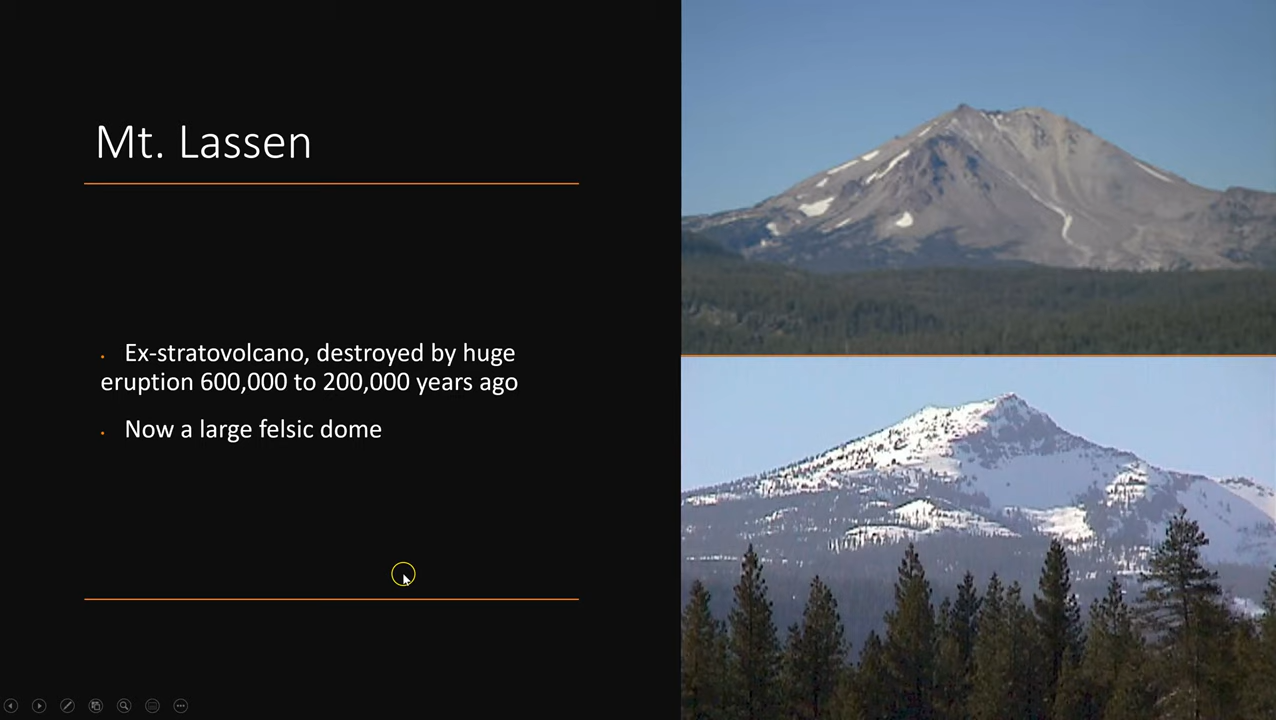 Mt. Lassen
• Ex-stratovolcano, destroyed by huge
eruption 600,000 to 200,000 years ago
• Now a large felsic dome